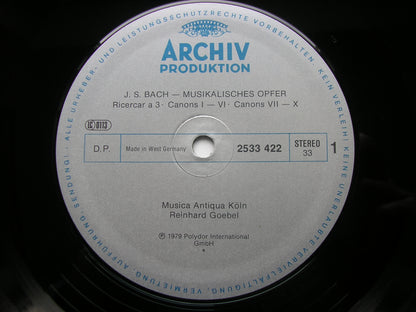 ALLE URHEBER- UND LEISTUNGSSCHUTZRECHTE VORBEHALTEN · KEIN VERLEIH! KEINE UNERLAUBTE VERVIELFÄLTIGUNG, VERMIETUNG, AUFFÜHRUNG, SENDUNG! ·
ARCHIV
PRODUKTION
J. S. BACH — MUSIKALISCHES OPFER
Ricercar a 3 · Canons I — VI · Canons VII — X
0113
D. P. Made in West Germany 2533 422 STEREO 33 1
Musica Antiqua Köln
Reinhard Goebel
℗ 1979 Polydor International
GmbH